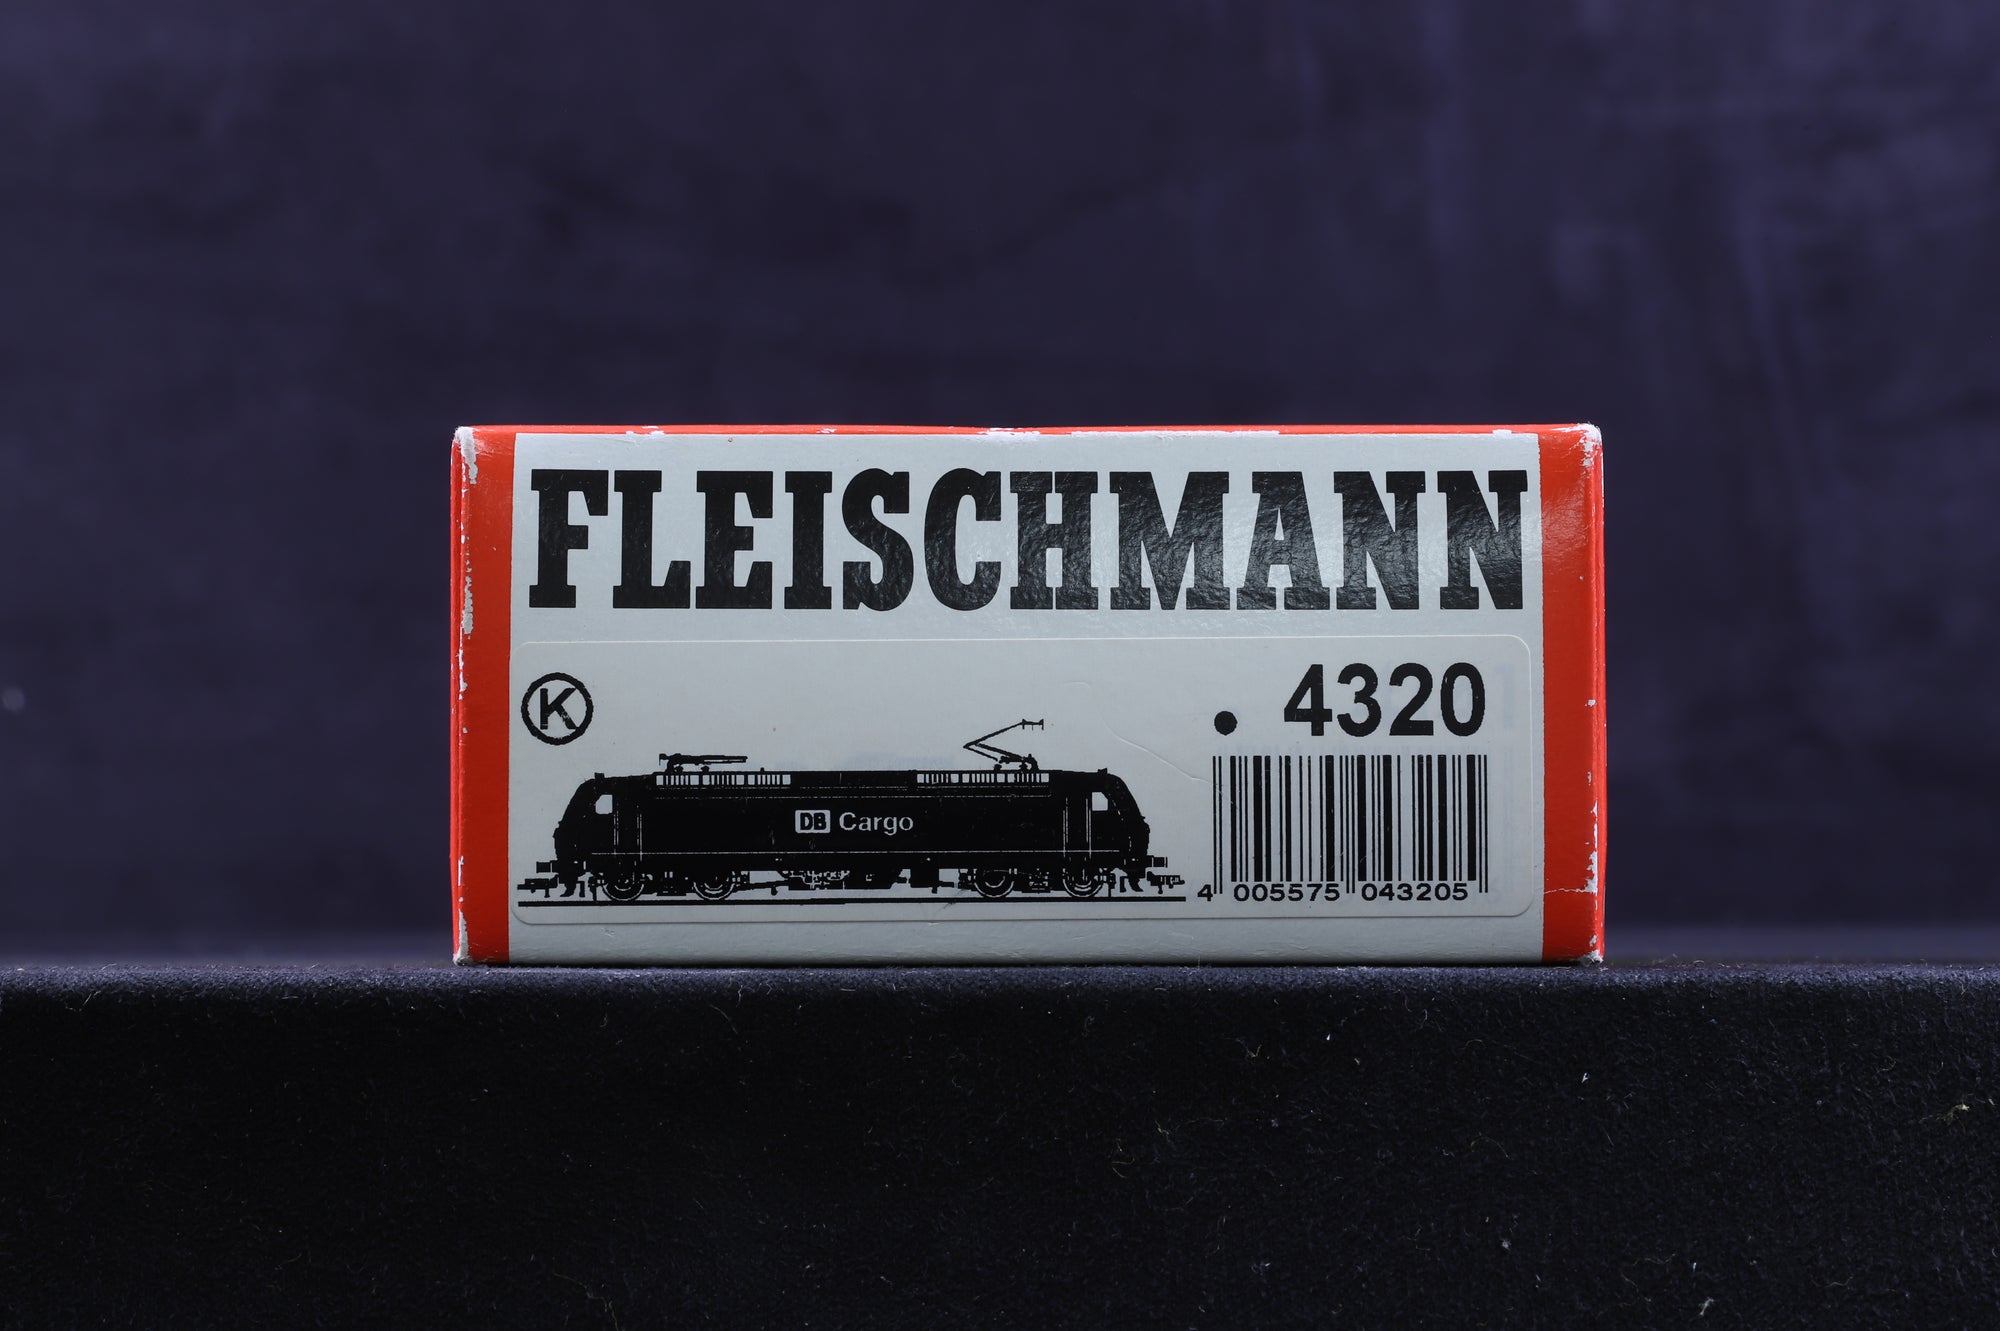 FLEISCHMANN
K
• 4320
DB Cargo
4 005575 043205